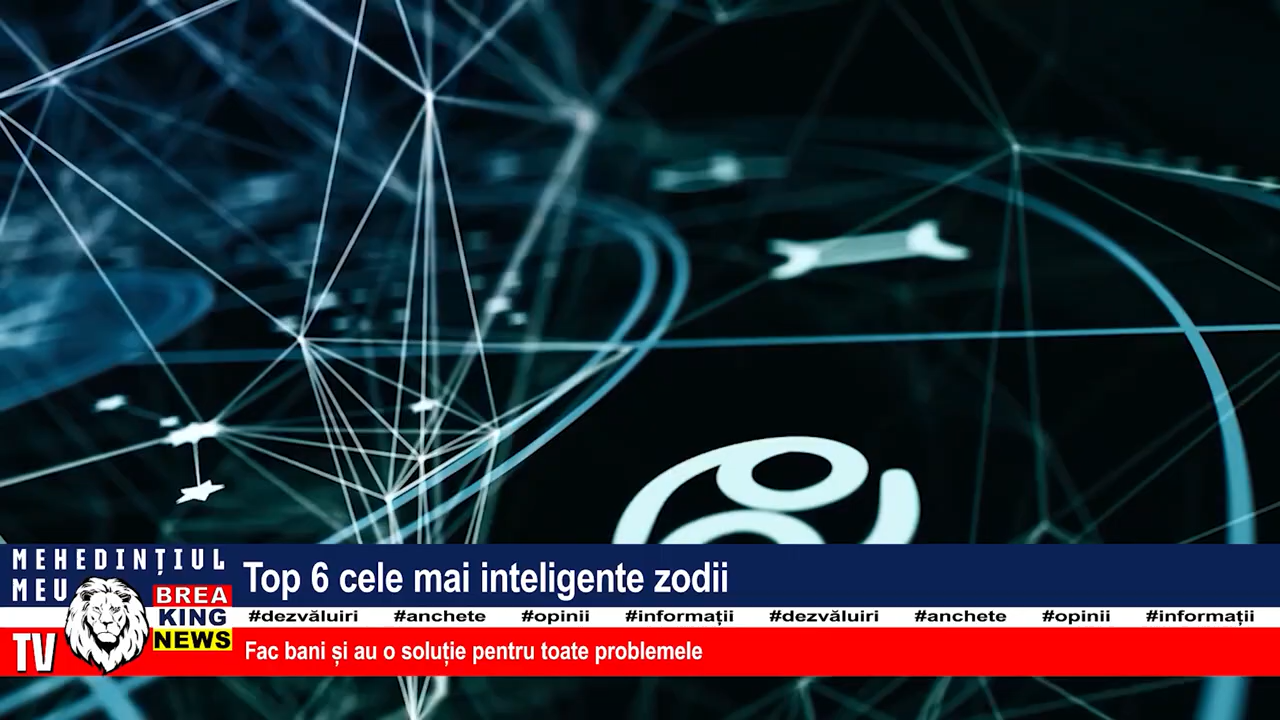 MEHEDINȚIUL
MEU
TV
BREA
KING
NEWS
Top 6 cele mai inteligente zodii
#dezvăluiri #anchete #opinii #informații #dezvăluiri #anchete #opinii #informații
Fac bani și au o soluție pentru toate problemele